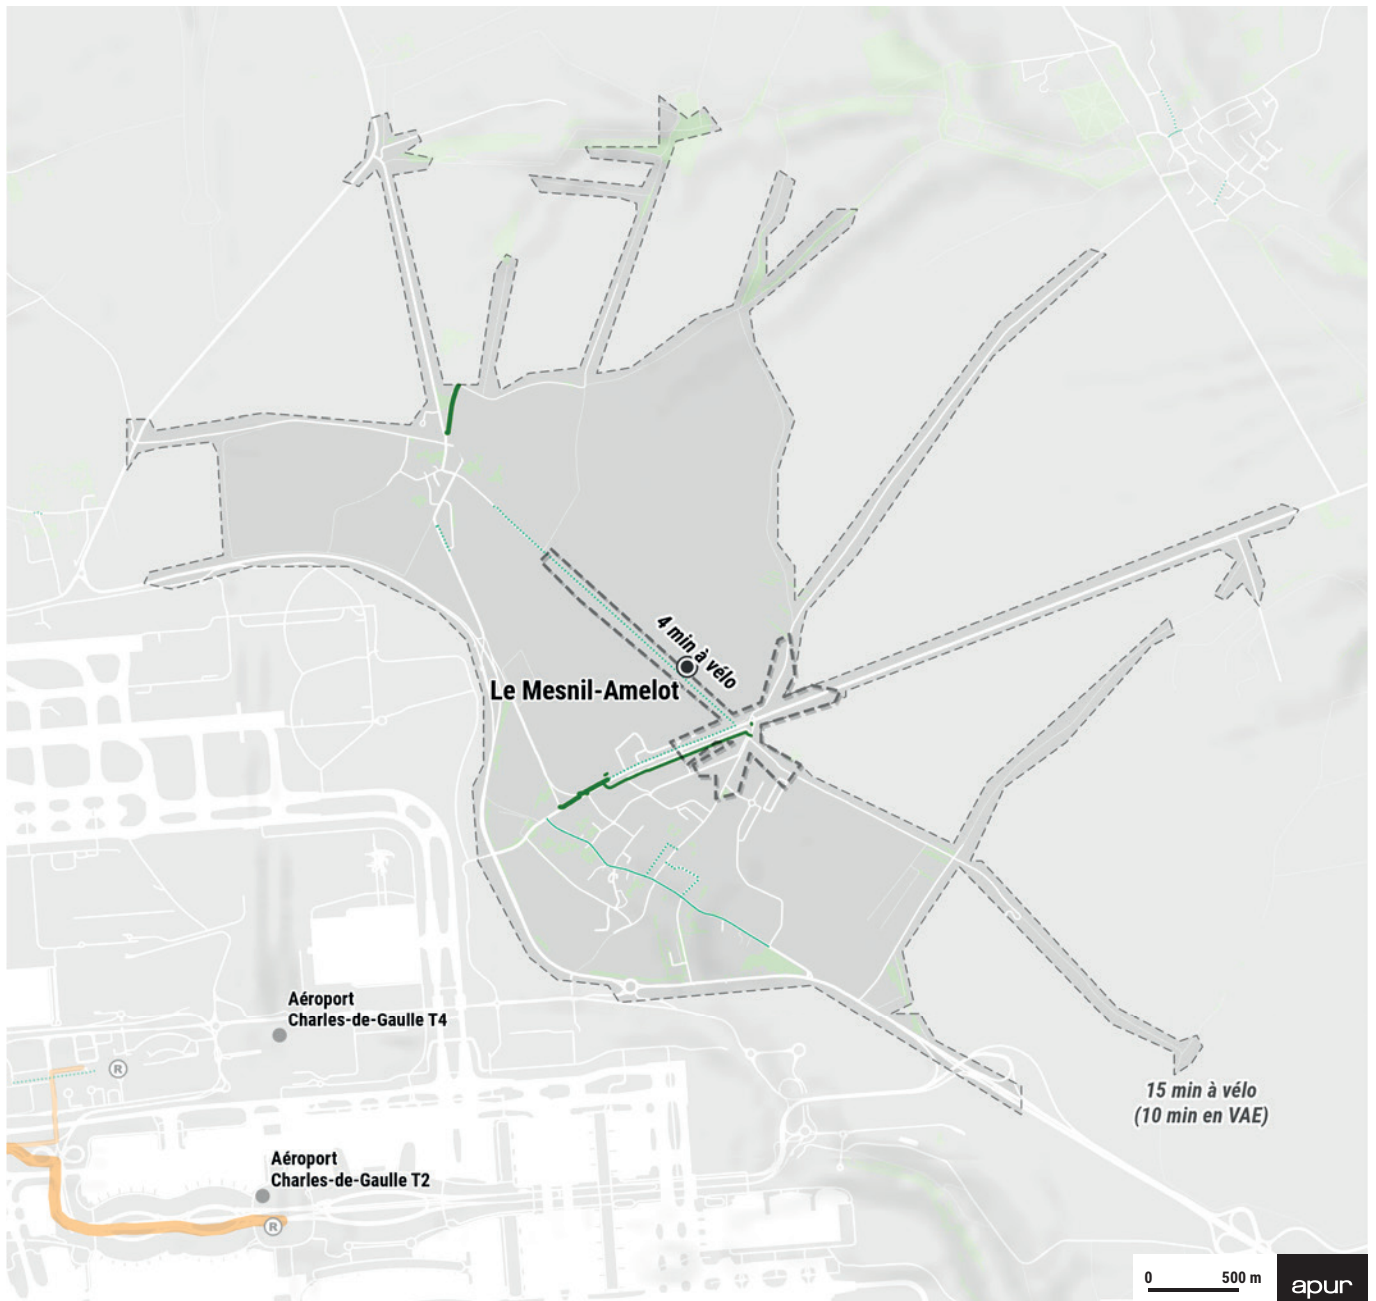 4 min à vélo
Le Mesnil-Amelot
Aéroport
Charles-de-Gaulle T4
R
15 min à vélo
(10 min en VAE)
Aéroport
Charles-de-Gaulle T2
R
0 500 m
apur